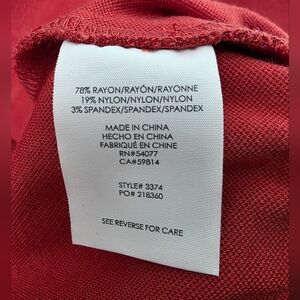 78% RAYON/RAYÓN/RAYONNE
19% NYLON/NYLON/NYLON
3% SPANDEX/SPANDEX/SPANDEX
MADE IN CHINA
HECHO EN CHINA
FABRIQUÉ EN CHINE
RN#54077
CA#59814
STYLE# 3374
PO# 218360
SEE REVERSE FOR CARE